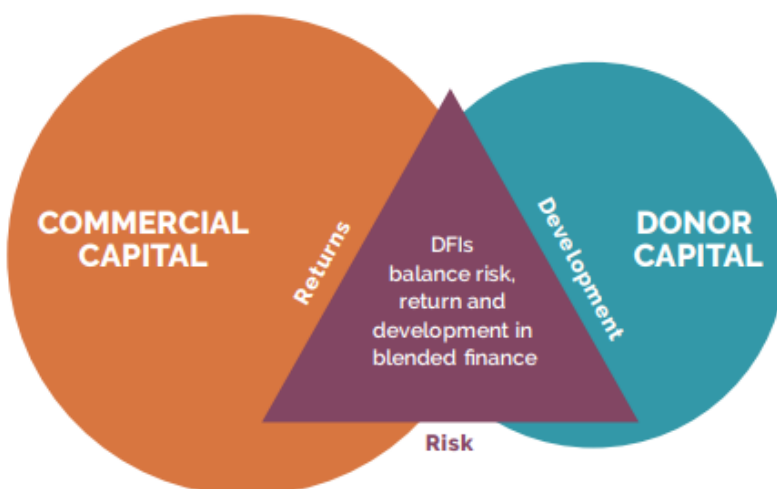 COMMERCIAL
CAPITAL
Returns
DFIs
balance risk,
return and
development in
blended finance
Development
DONOR
CAPITAL
Risk